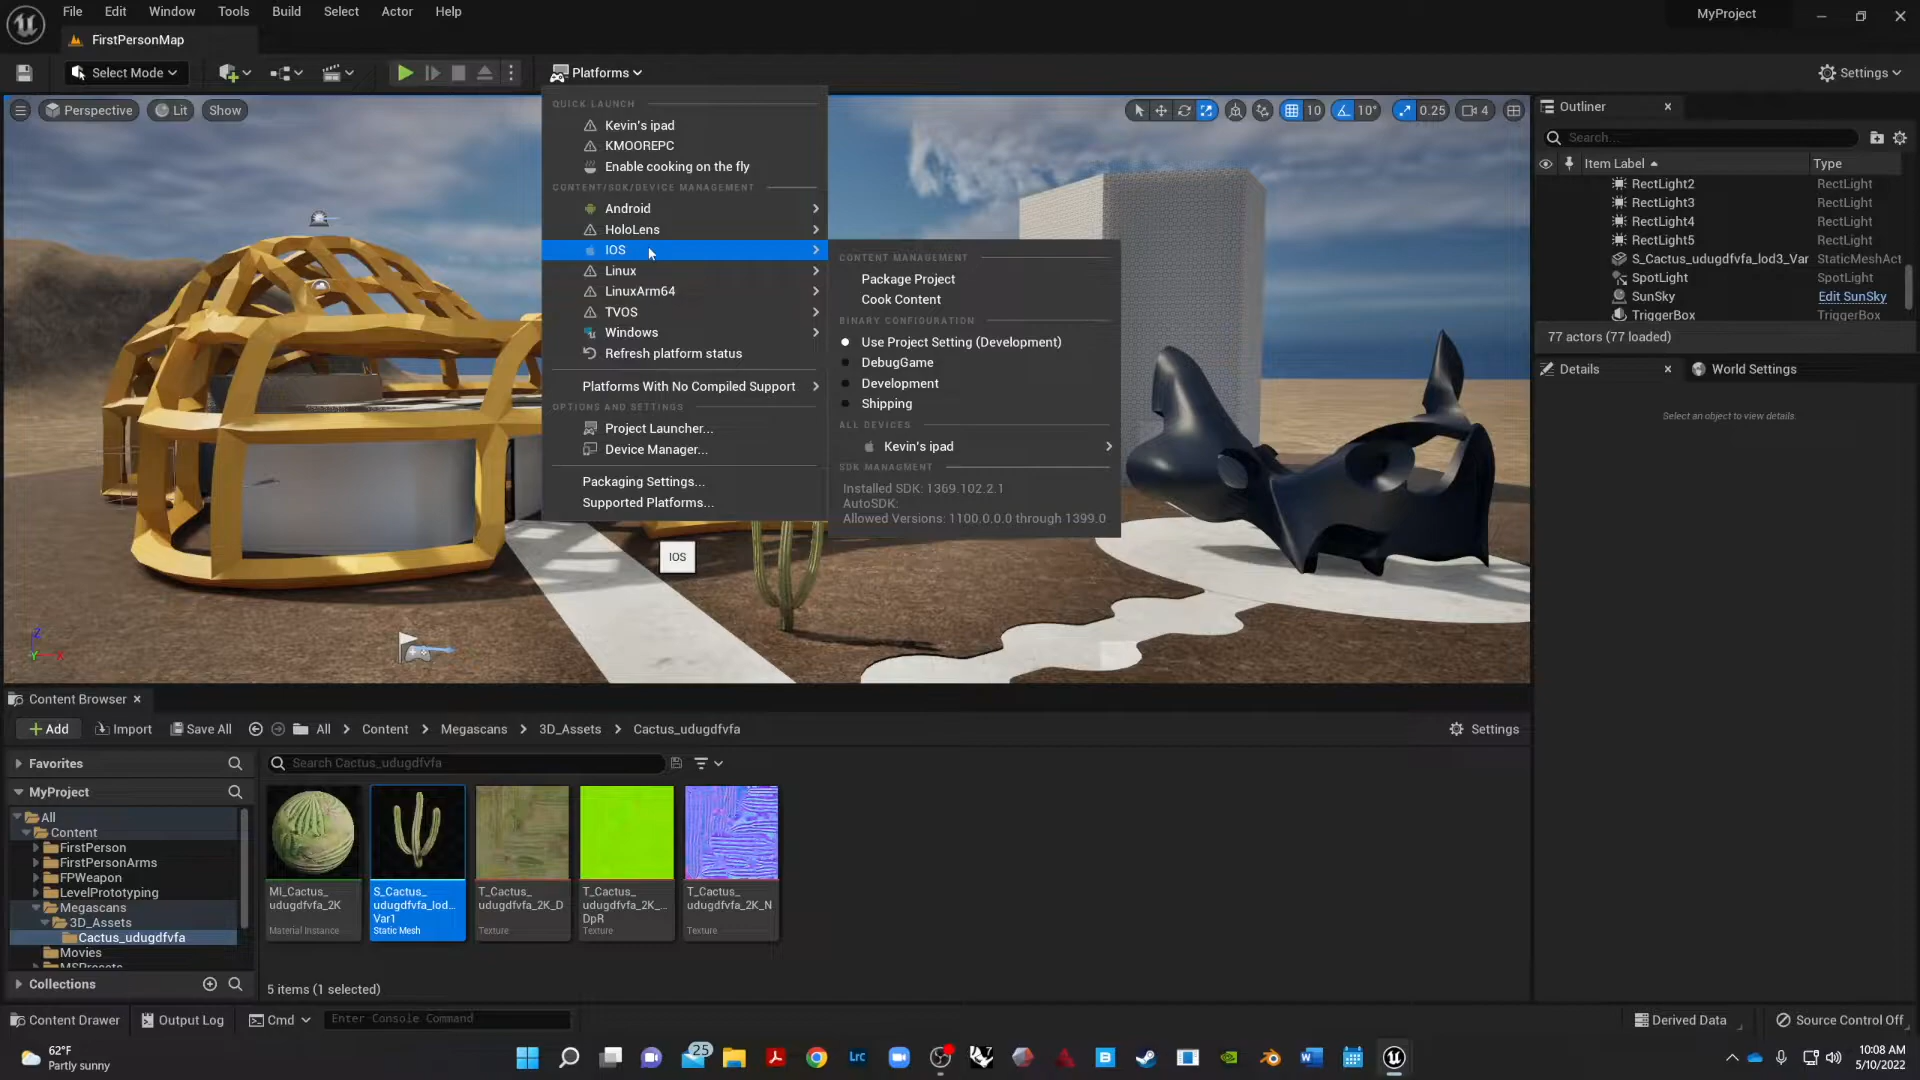 File Edit Window Tools Build Select Actor Help
MyProject
FirstPersonMap
Select Mode
Platforms
Settings
Perspective Lit Show
10 10° 0.25 4
QUICK LAUNCH
Kevin's ipad
KMOOREPC
Enable cooking on the fly
CONTENT/SDK/DEVICE MANAGEMENT
Android
HoloLens
IOS
Linux
LinuxArm64
TVOS
Windows
Refresh platform status
Platforms With No Compiled Support
OPTIONS AND SETTINGS
Project Launcher...
Device Manager...
Packaging Settings...
Supported Platforms...
CONTENT MANAGEMENT
Package Project
Cook Content
BINARY CONFIGURATION
Use Project Setting (Development)
DebugGame
Development
Shipping
ALL DEVICES
Kevin's ipad
SDK MANAGMENT
Installed SDK: 1369.102.2.1
AutoSDK:
Allowed Versions: 1100.0.0.0 through 1399.0
IOS
Z
Y X
Outliner
Search...
Item Label Type
RectLight2 RectLight
RectLight3 RectLight
RectLight4 RectLight
RectLight5 RectLight
S_Cactus_udugdfvfa_lod3_Var StaticMeshAct
SpotLight SpotLight
SunSky Edit SunSky
TriggerBox TriggerBox
77 actors (77 loaded)
Details World Settings
Select an object to view details.
Content Browser
Add Import Save All All Content Megascans 3D_Assets Cactus_udugdfvfa Settings
Favorites
Search Cactus_udugdfvfa
MyProject
All
Content
FirstPerson
FirstPersonArms
FPWeapon
LevelPrototyping
Megascans
3D_Assets
Cactus_udugdfvfa
Movies
MSPresets
Collections
MI_Cactus_
udugdfvfa_2K
Material Instance
S_Cactus_
udugdfvfa_lod...
Var1
Static Mesh
T_Cactus_
udugdfvfa_2K_D
Texture
T_Cactus_
udugdfvfa_2K_...
DpR
Texture
T_Cactus_
udugdfvfa_2K_N
Texture
5 items (1 selected)
Content Drawer Output Log Cmd Enter Console Command Derived Data Source Control Off
62°F
Partly sunny
25
LrC
B
W
10:08 AM
5/10/2022